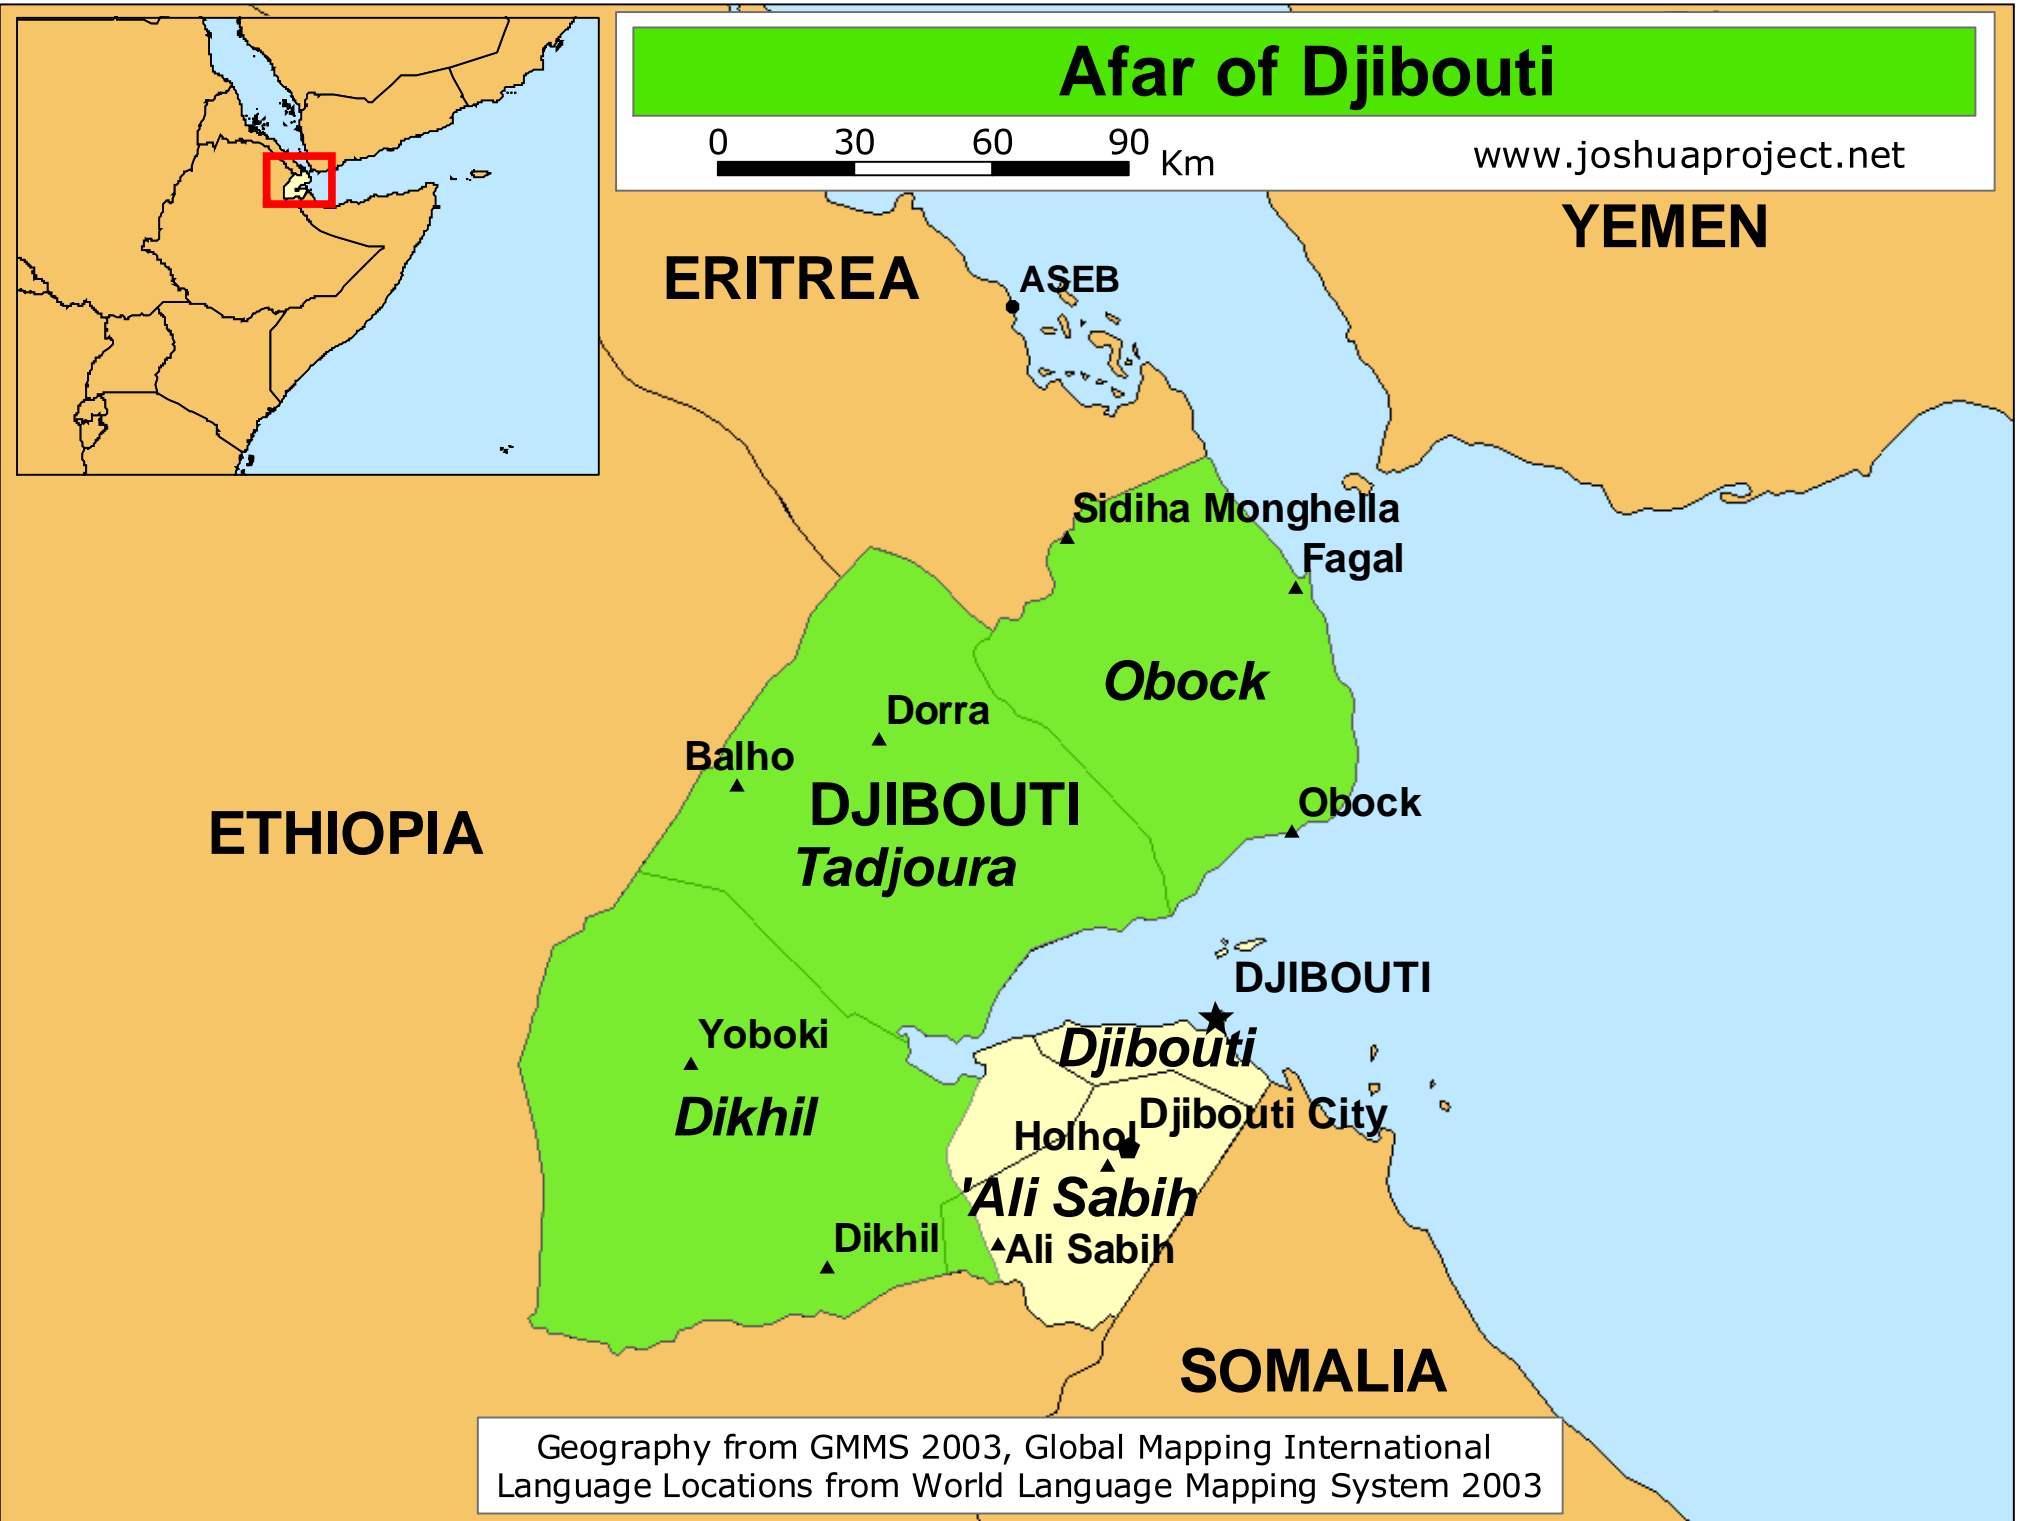 Afar of Djibouti
0 30 60 90 Km
www.joshuaproject.net
YEMEN
ERITREA
ASEB
Sidiha Monghella
Fagal
Obock
Dorra
Balho
DJIBOUTI
Obock
ETHIOPIA
Tadjoura
DJIBOUTI
Yoboki
Djibouti
Dikhil
Djibouti City
Holhol
'Ali Sabih
Dikhil
Ali Sabih
SOMALIA
Geography from GMMS 2003, Global Mapping International
Language Locations from World Language Mapping System 2003